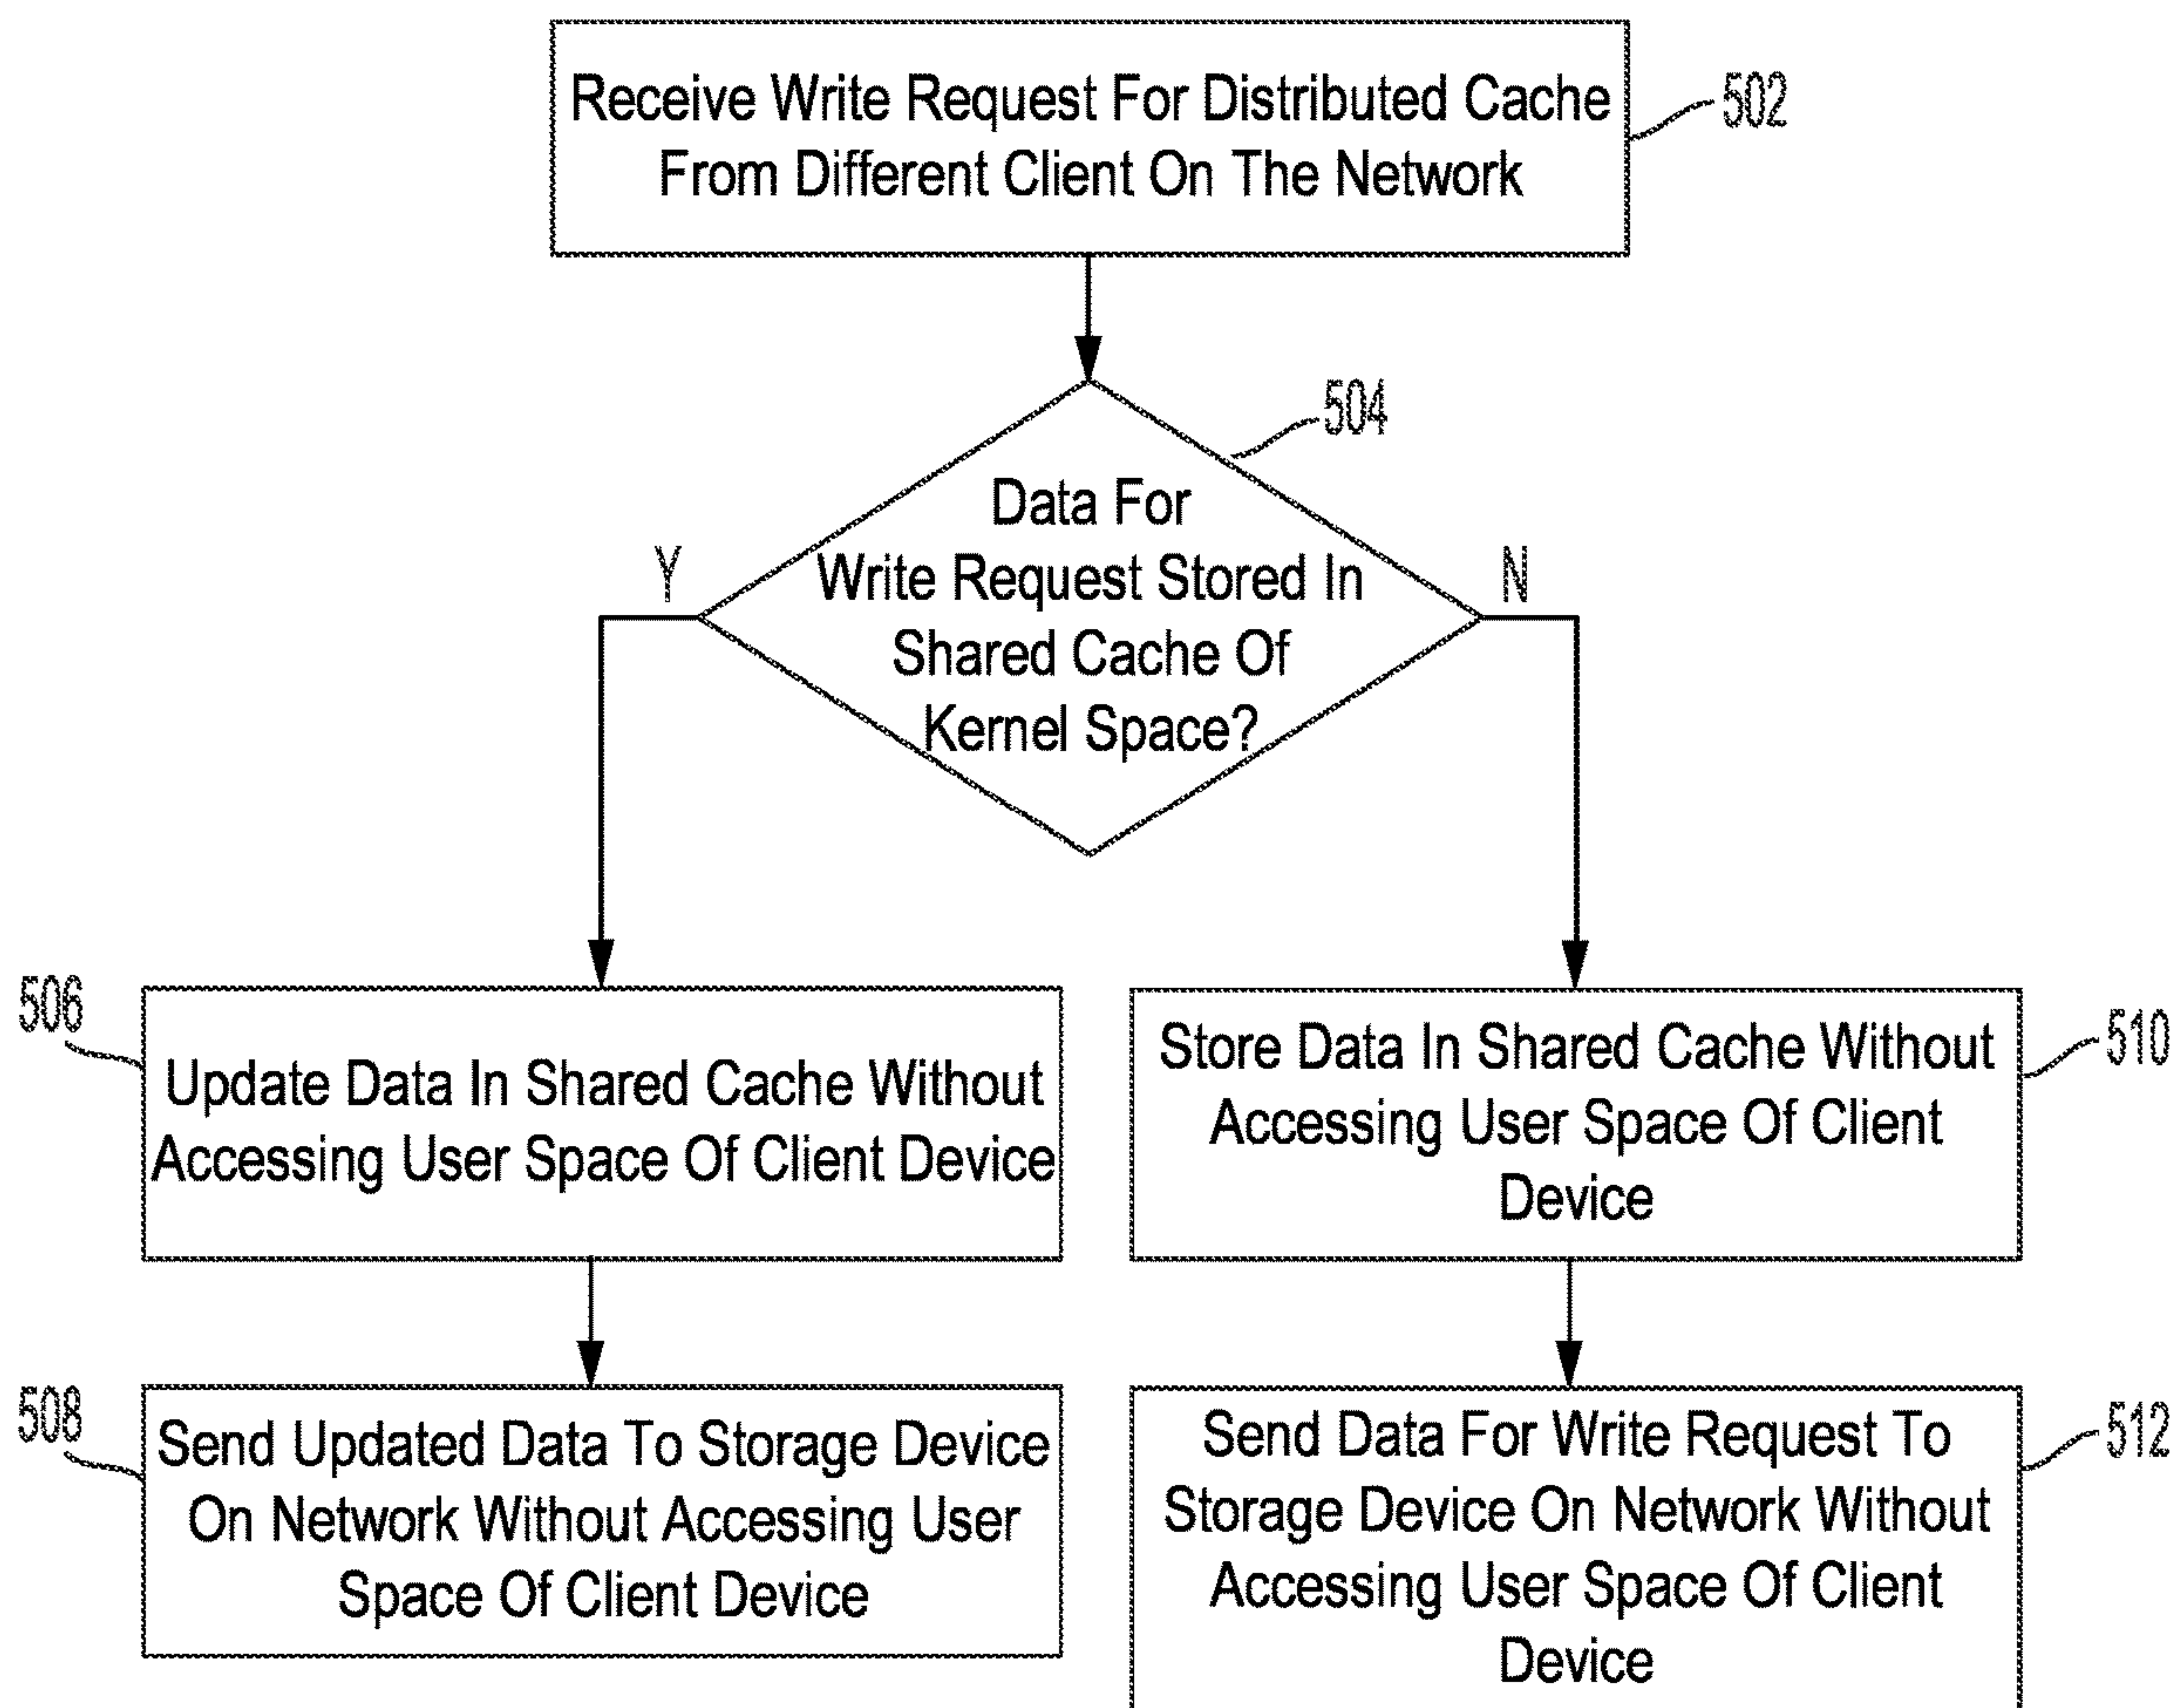 Receive Write Request For Distributed Cache
From Different Client On The Network
502
504
Data For
Write Request Stored In
Shared Cache Of
Kernel Space?
Y
N
506
Update Data In Shared Cache Without
Accessing User Space Of Client Device
510
Store Data In Shared Cache Without
Accessing User Space Of Client
Device
508
Send Updated Data To Storage Device
On Network Without Accessing User
Space Of Client Device
512
Send Data For Write Request To
Storage Device On Network Without
Accessing User Space Of Client
Device